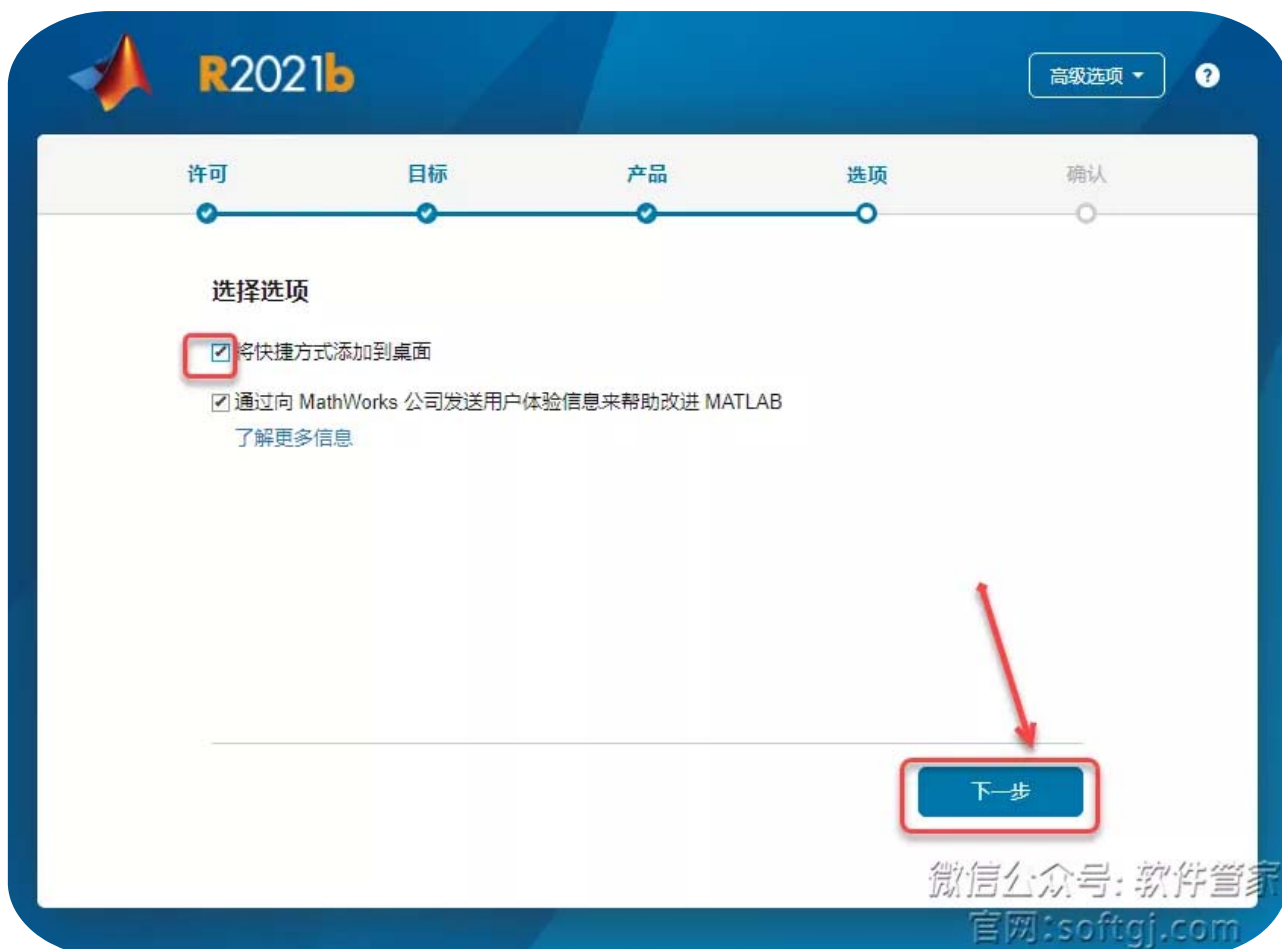 R2021b
高级选项
?
许可 目标 产品 选项 确认
选择选项
将快捷方式添加到桌面
通过向 MathWorks 公司发送用户体验信息来帮助改进 MATLAB
了解更多信息
下一步
微信公众号: 软件管家
官网:softgj.com